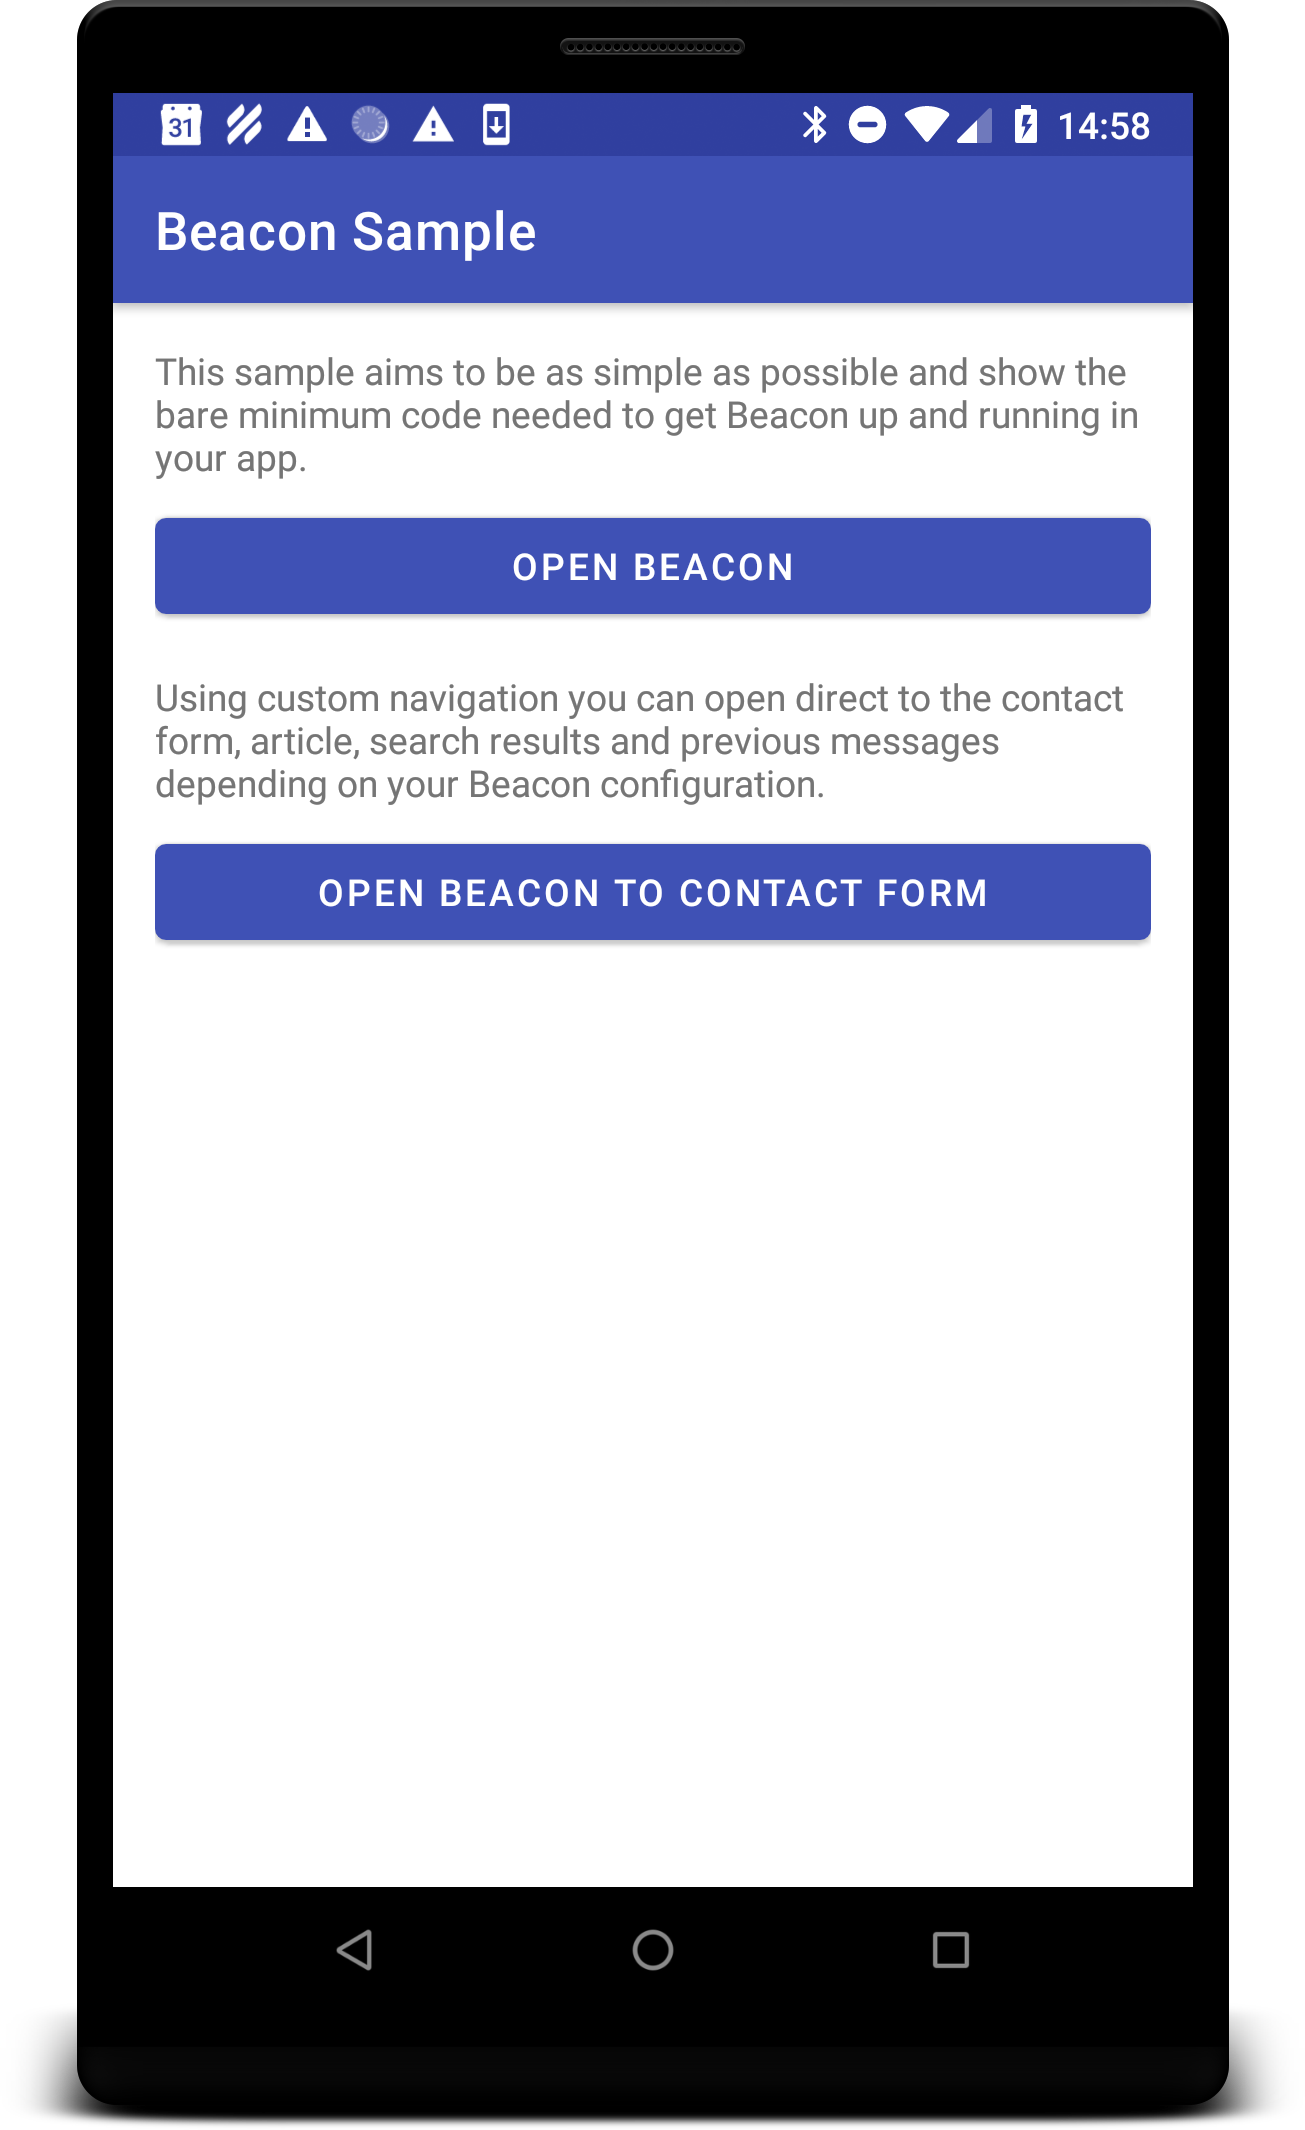 31
14:58
Beacon Sample
This sample aims to be as simple as possible and show the
bare minimum code needed to get Beacon up and running in
your app.
OPEN BEACON
Using custom navigation you can open direct to the contact
form, article, search results and previous messages
depending on your Beacon configuration.
OPEN BEACON TO CONTACT FORM